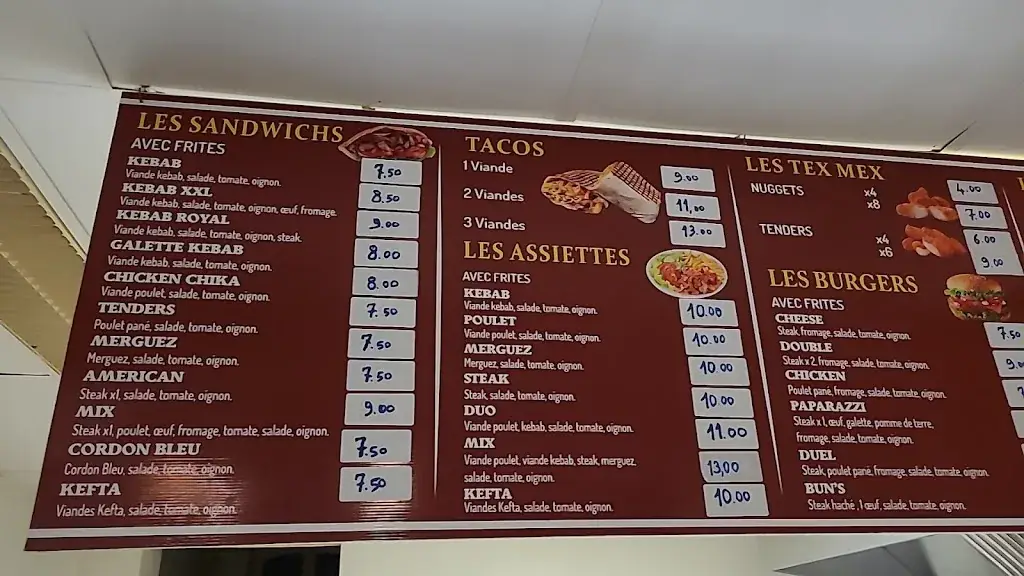 LES SANDWICHS
AVEC FRITES
KEBAB 7.50
Viande kebab, salade, tomate, oignon.
KEBAB XXL 8.50
Viande kebab, salade, tomate, oignon, œuf, fromage.
KEBAB ROYAL 9.00
Viande kebab, salade, tomate, oignon, steak.
GALETTE KEBAB 8.00
Viande kebab, salade, tomate, oignon.
CHICKEN CHIKA 8.00
Viande poulet, salade, tomate, oignon.
TENDERS 7.50
Poulet pané, salade, tomate, oignon.
MERGUEZ 7.50
Merguez, salade, tomate, oignon.
AMERICAN 7.50
Steak x1, salade, tomate, oignon.
MIX 9.00
Steak x1, poulet, œuf, fromage, tomate, salade, oignon.
CORDON BLEU 7.50
Cordon Bleu, salade, tomate, oignon.
KEFTA 7.50
Viandes Kefta, salade, tomate, oignon.
TACOS
1 Viande 9.00
2 Viandes 11,00
3 Viandes 13.00
LES ASSIETTES
AVEC FRITES
KEBAB 10.00
Viande kebab, salade, tomate, oignon.
POULET 10.00
Viande poulet, salade, tomate, oignon.
MERGUEZ 10.00
Merguez, salade, tomate, oignon.
STEAK 10.00
Steak, salade, tomate, oignon.
DUO 11.00
Viande poulet, kebab, salade, tomate, oignon.
MIX 13,00
Viande poulet, viande kebab, steak, merguez,
salade, tomate, oignon.
KEFTA 10.00
Viandes Kefta, salade, tomate, oignon.
LES TEX MEX
NUGGETS x4 4.00
x8 7.00
TENDERS x4 6.00
x6 9.00
LES BURGERS
AVEC FRITES
CHEESE 7.50
Steak, fromage, salade, tomate, oignon.
DOUBLE
Steak x 2, fromage, salade, tomate, oignon.
CHICKEN
Poulet pané, fromage, salade, tomate, oignon.
PAPARAZZI
Steak x 1, œuf, galette, pomme de terre,
fromage, salade, tomate, oignon.
DUEL
Steak, poulet pané, fromage, salade, tomate, oignon.
BUN'S
Steak haché, 1 œuf, salade, tomate, oignon.